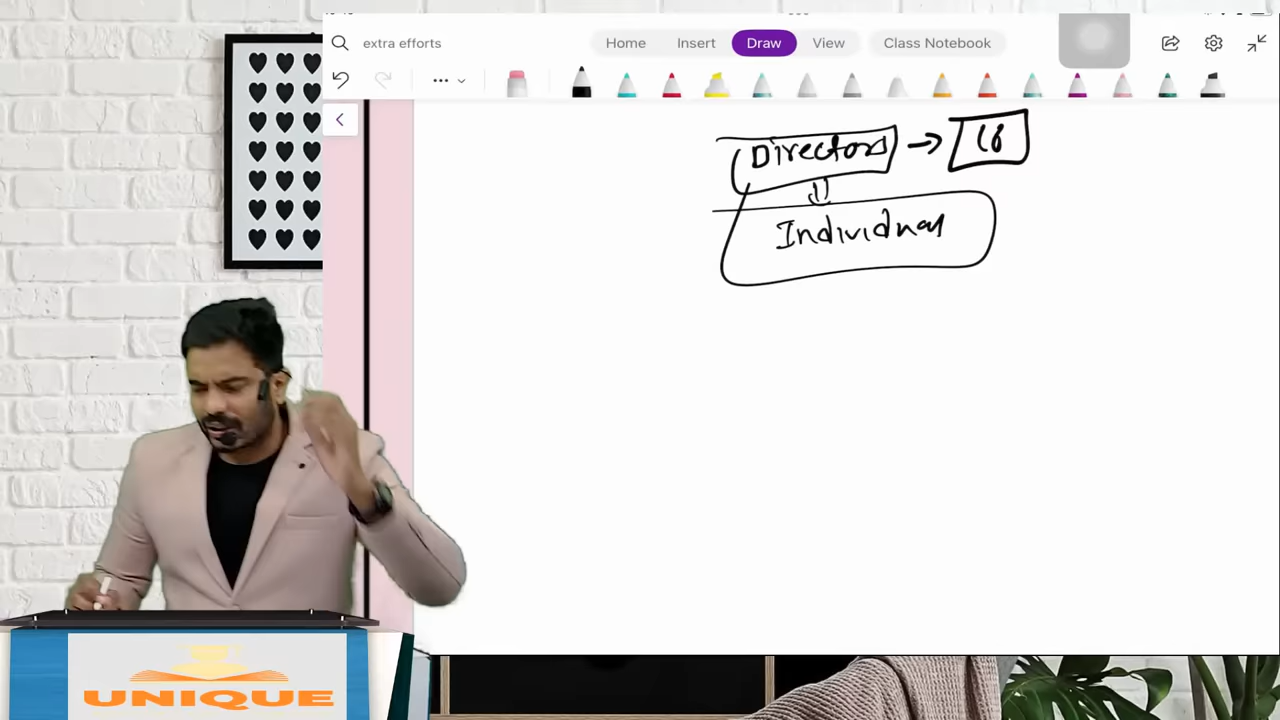 extra efforts
Home Insert Draw View Class Notebook
Directors → 18
Individual
UNIQUE